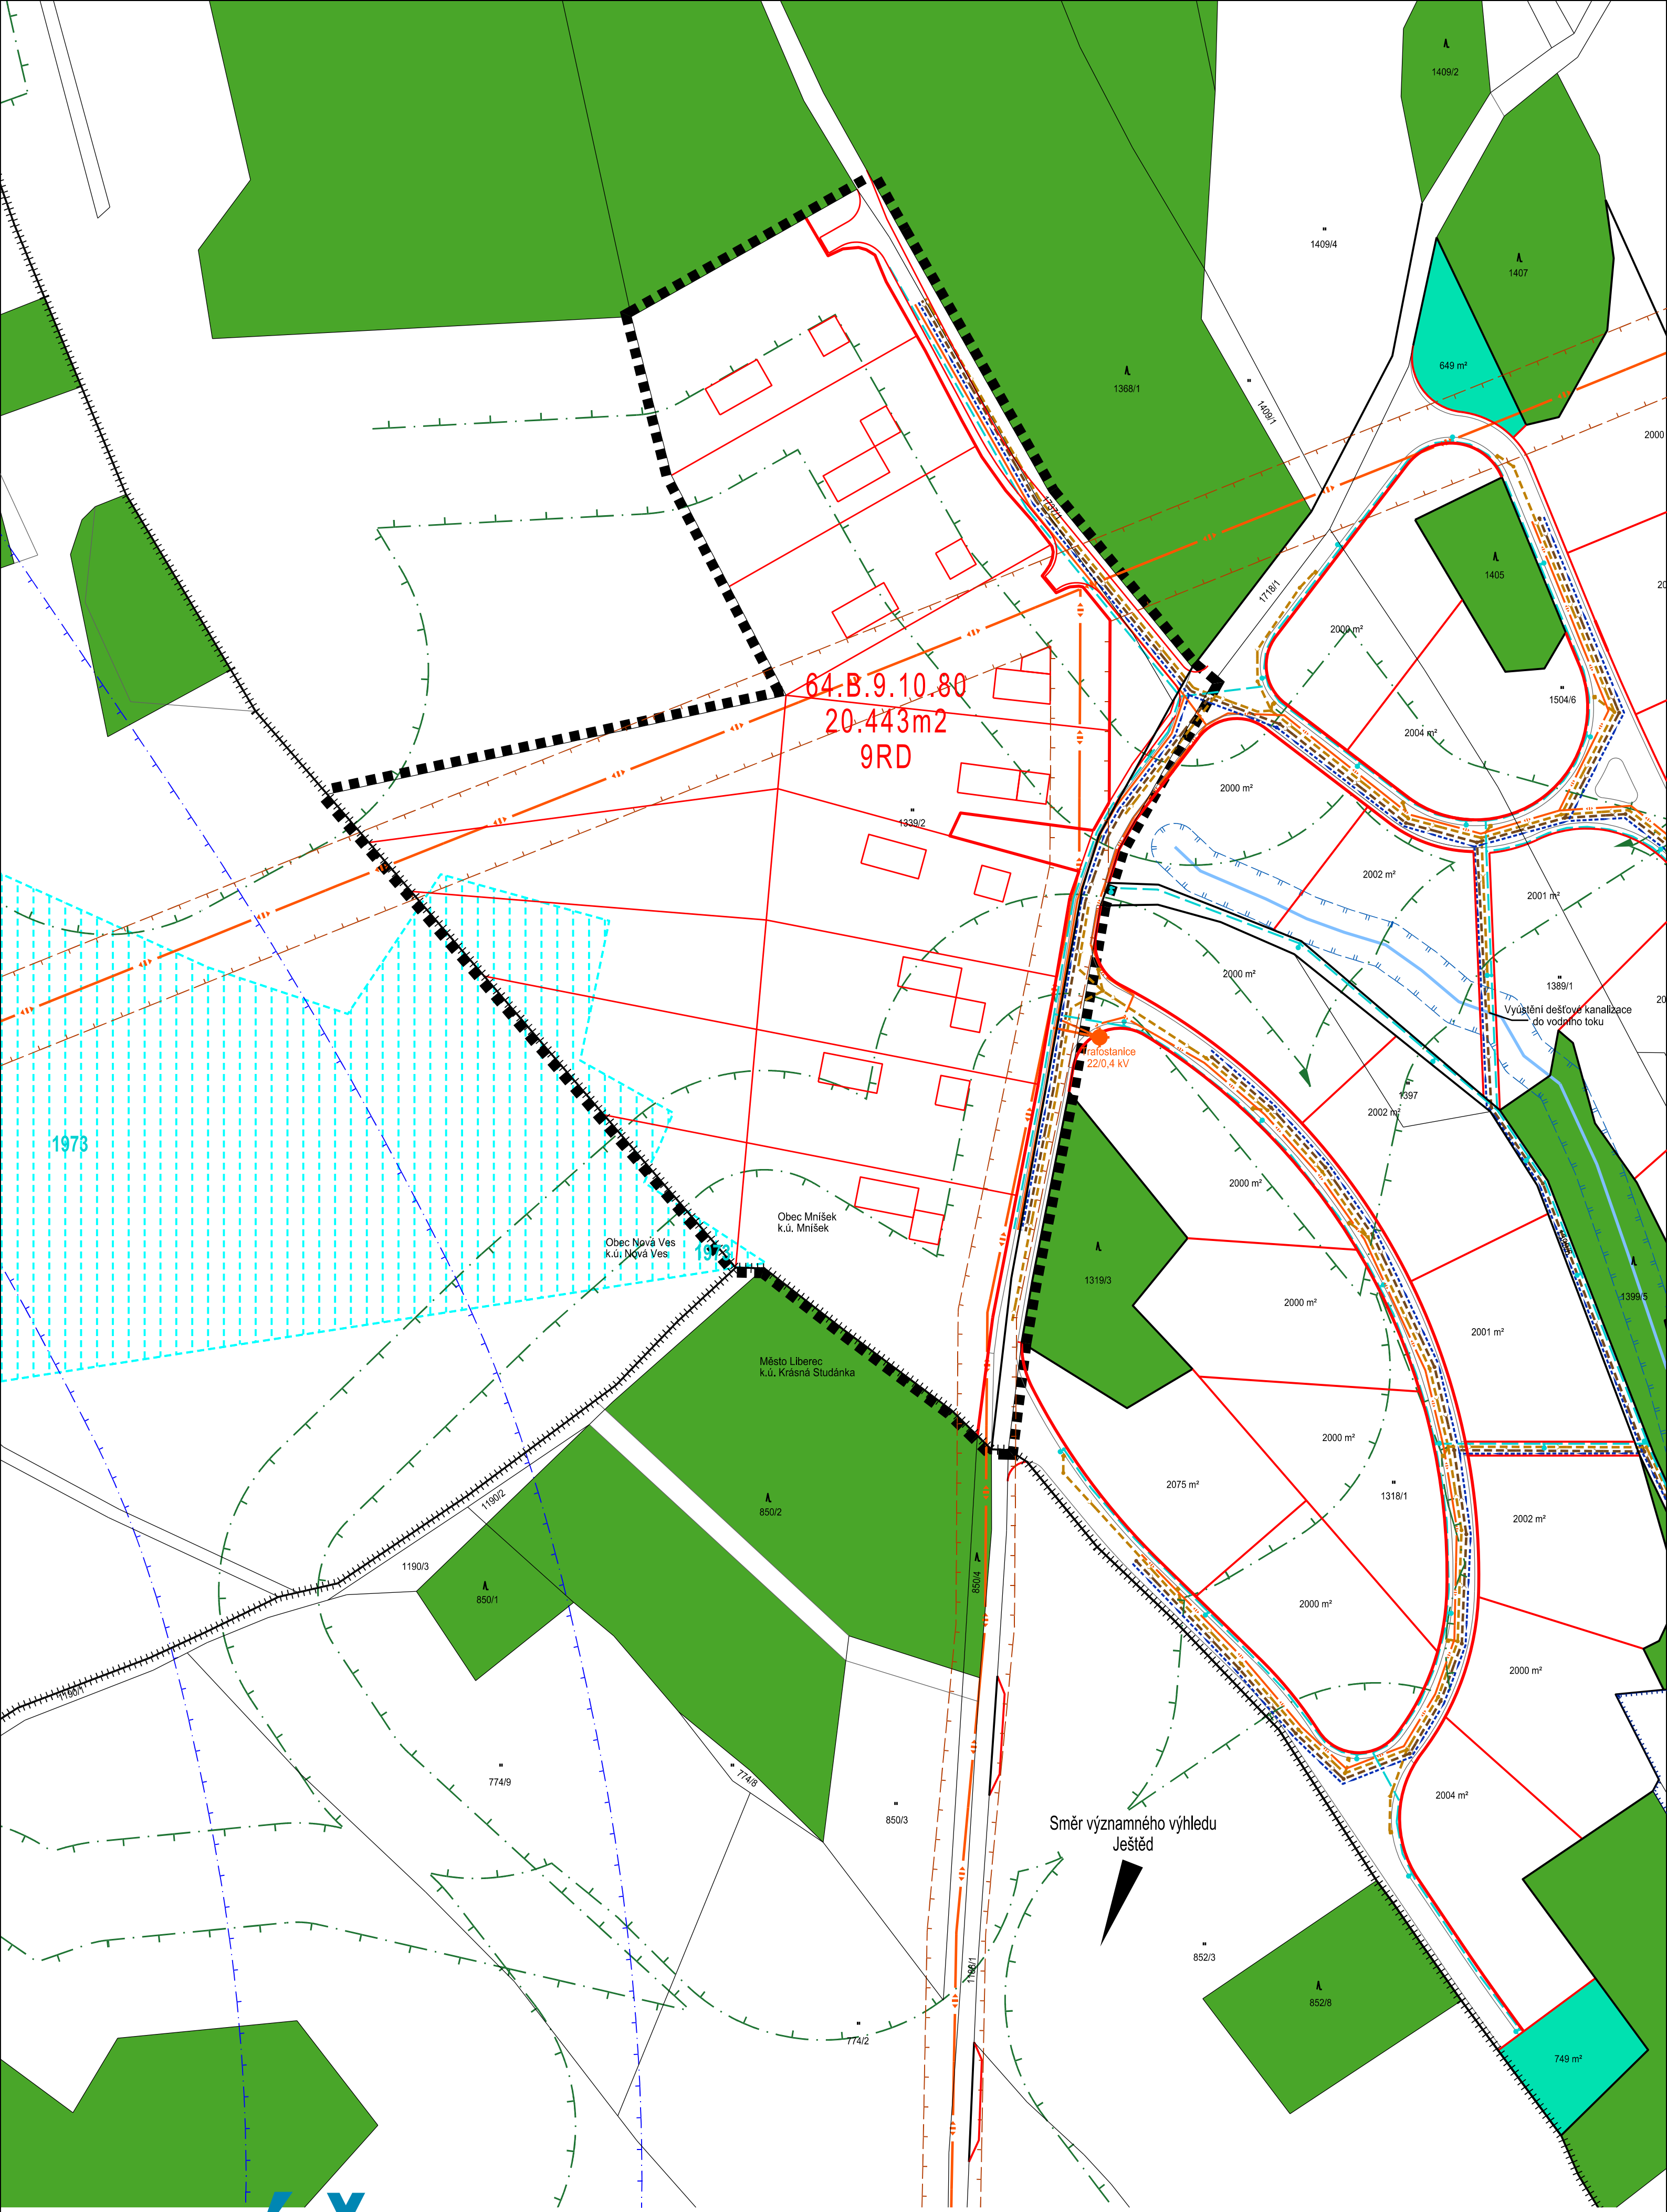 1409/2
1409/4
1407
649 m²
1368/1
1409/1
2000
1737/1
1405
1718/1
2000 m²
1504/6
2004 m²
64.B.9.10.80
20.443m2
9RD
2000 m²
1339/2
2002 m²
2001 m²
2000 m²
1389/1
Vyústění dešťové kanalizace
do vodního toku
rafostanice
22/0,4 kV
1397
2002 m²
1973
2000 m²
Obec Mníšek
k.ú. Mníšek
Obec Nová Ves
k.ú. Nová Ves
1973
1319/3
1399/5
2000 m²
2001 m²
Město Liberec
k.ú. Krásná Studánka
2000 m²
2075 m²
1318/1
1190/2
850/2
2002 m²
1190/3
850/4
850/1
2000 m²
2000 m²
1190/1
774/9
774/8
850/3
2004 m²
Směr významného výhledu
Ještěd
852/3
1186/1
852/8
774/2
749 m²